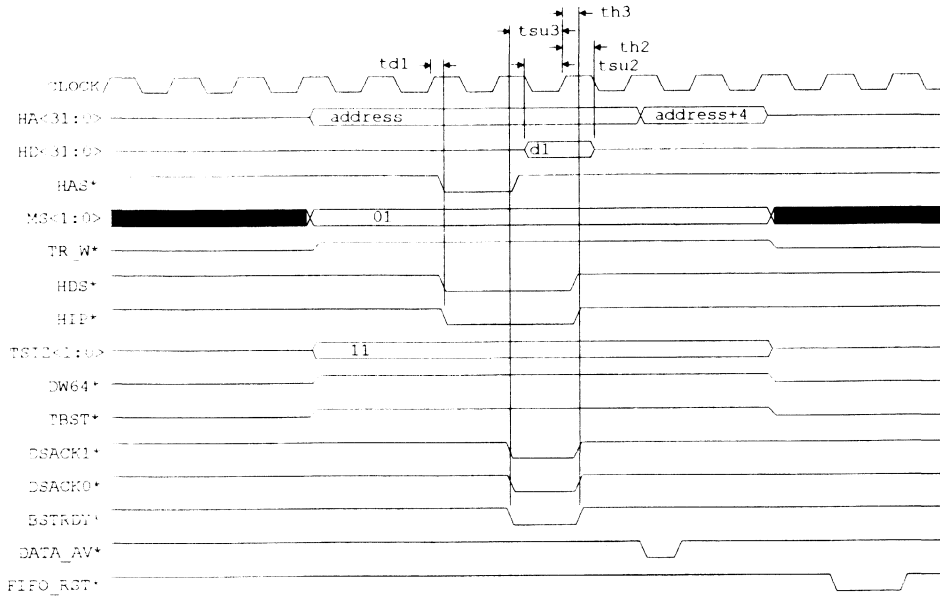 th3
tsu3
td1
th2
tsu2
CLOCK
HA<31:0>
address
address+4
HD<31:0>
d1
HAS*
MS<1:0>
01
TR_W*
HDS*
HIP*
TSIZ<1:0>
11
DW64*
TBST*
DSACK1*
DSACK0*
BSTRDY*
DATA_AV*
FIFO_RST*